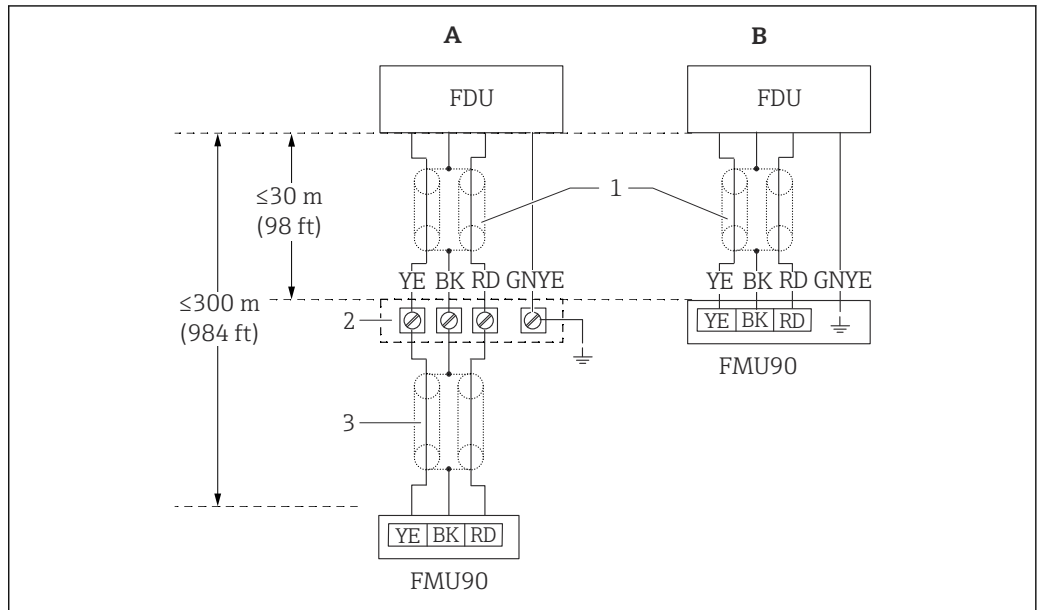 A B
FDU FDU
≤30 m
(98 ft)
1
≤300 m
(984 ft)
YE BK RD GNYE YE BK RD GNYE
2
YE BK RD
FMU90
3
YE BK RD
FMU90